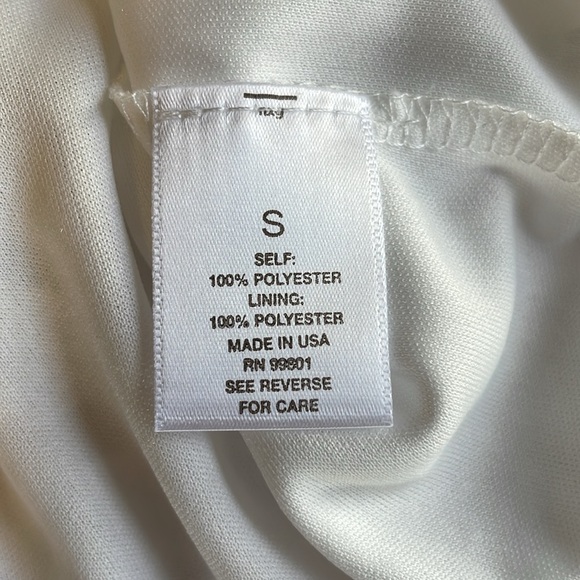 S
SELF:
100% POLYESTER
LINING:
100% POLYESTER
MADE IN USA
RN 99801
SEE REVERSE
FOR CARE